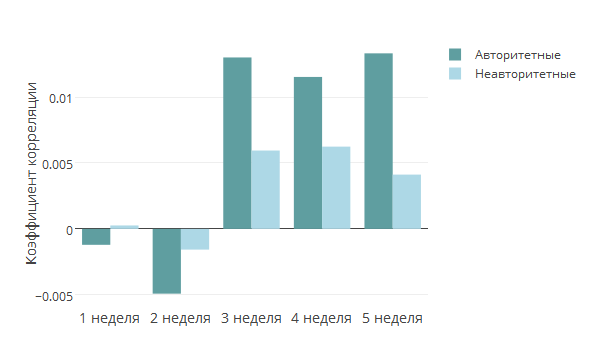 Авторитетные
Неавторитетные
Коэффициент корреляции
0.01
0.005
0
−0.005
1 неделя 2 неделя 3 неделя 4 неделя 5 неделя